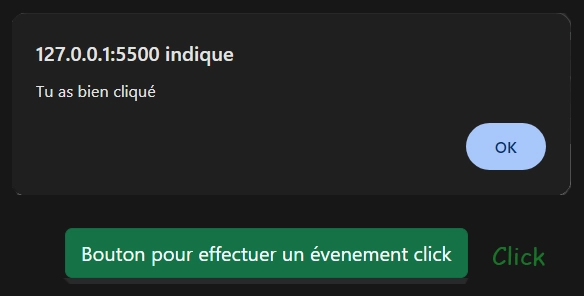 127.0.0.1:5500 indique
Tu as bien cliqué
OK
Bouton pour effectuer un évenement click
Click